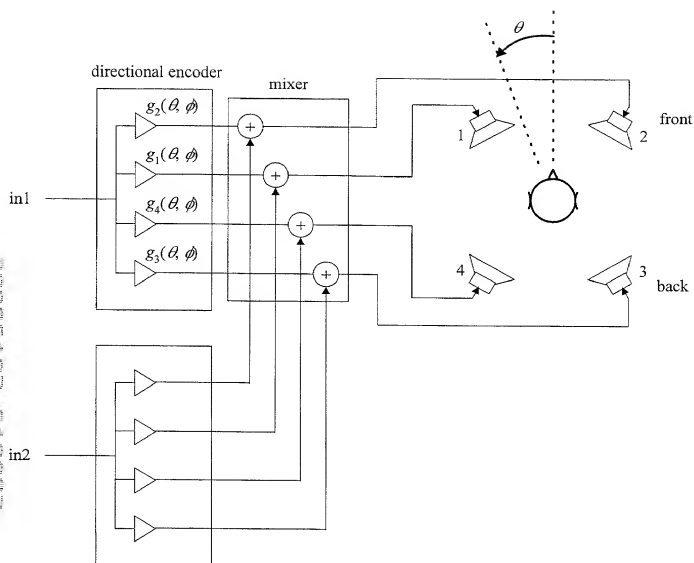 θ
directional encoder
mixer
g₂(θ, ϕ)
+
1
2
front
g₁(θ, ϕ)
+
in1
g₄(θ, ϕ)
+
g₃(θ, ϕ)
+
4
3
back
in2